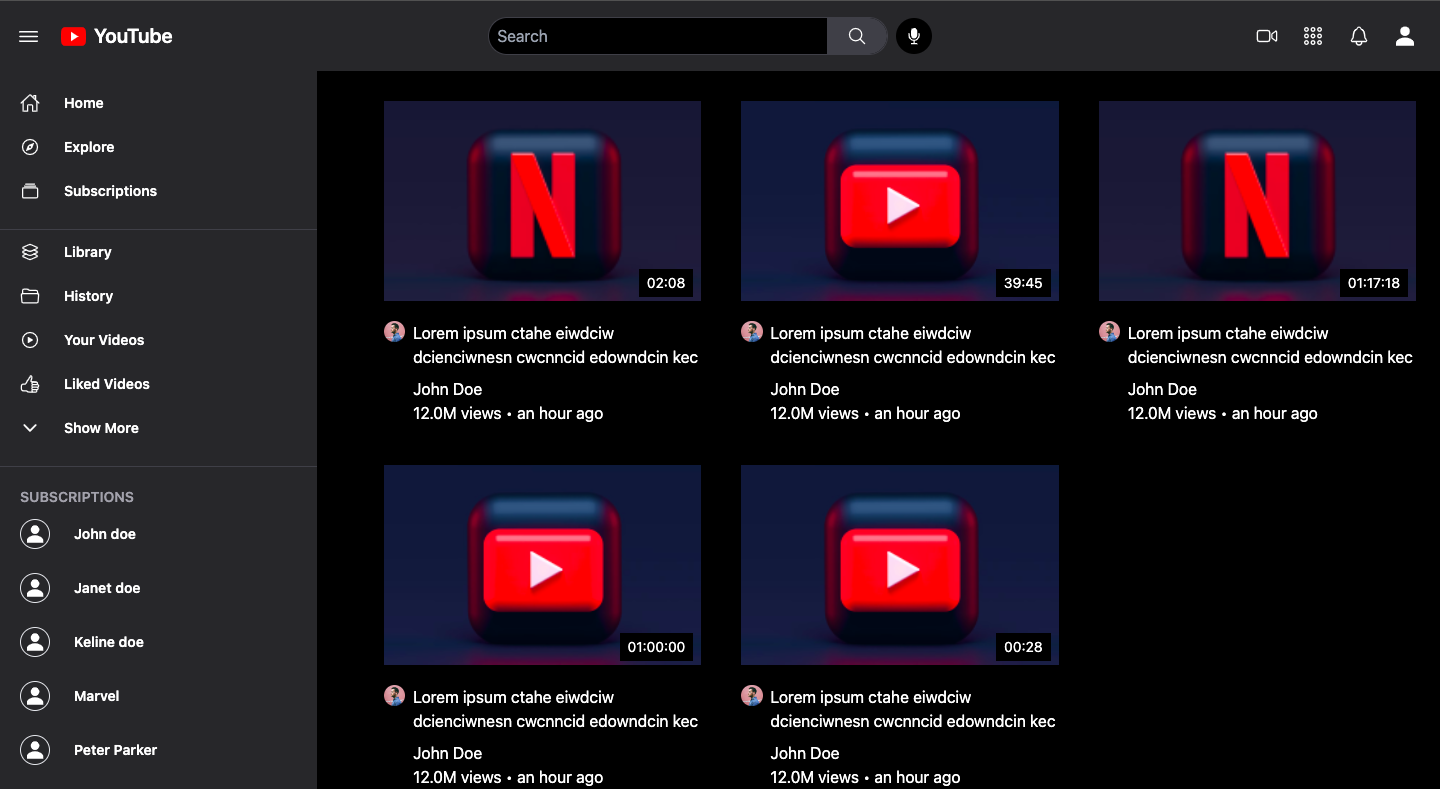 YouTube
Search
Home
Explore
Subscriptions
Library
History
Your Videos
Liked Videos
Show More
SUBSCRIPTIONS
John doe
Janet doe
Keline doe
Marvel
Peter Parker
N
02:08
Lorem ipsum ctahe eiwdciw
dcienciwnesn cwcnncid edowndcin kec
John Doe
12.0M views • an hour ago
39:45
Lorem ipsum ctahe eiwdciw
dcienciwnesn cwcnncid edowndcin kec
John Doe
12.0M views • an hour ago
N
01:17:18
Lorem ipsum ctahe eiwdciw
dcienciwnesn cwcnncid edowndcin kec
John Doe
12.0M views • an hour ago
01:00:00
Lorem ipsum ctahe eiwdciw
dcienciwnesn cwcnncid edowndcin kec
John Doe
12.0M views • an hour ago
00:28
Lorem ipsum ctahe eiwdciw
dcienciwnesn cwcnncid edowndcin kec
John Doe
12.0M views • an hour ago